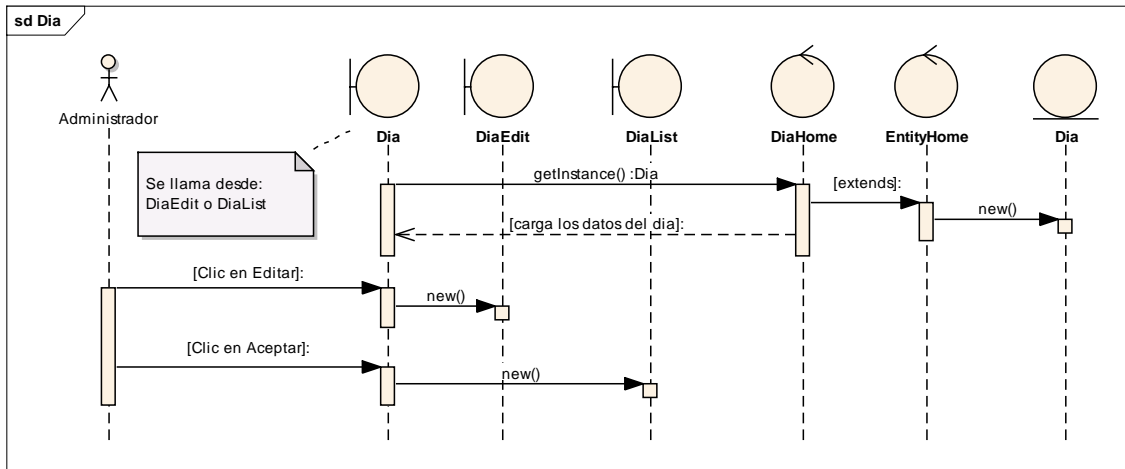 sd Dia
Administrador
Dia
DiaEdit
DiaList
DiaHome
EntityHome
Dia
Se llama desde:
DiaEdit o DiaList
getInstance() :Dia
[extends]:
new()
[carga los datos del dia]:
[Clic en Editar]:
new()
[Clic en Aceptar]:
new()